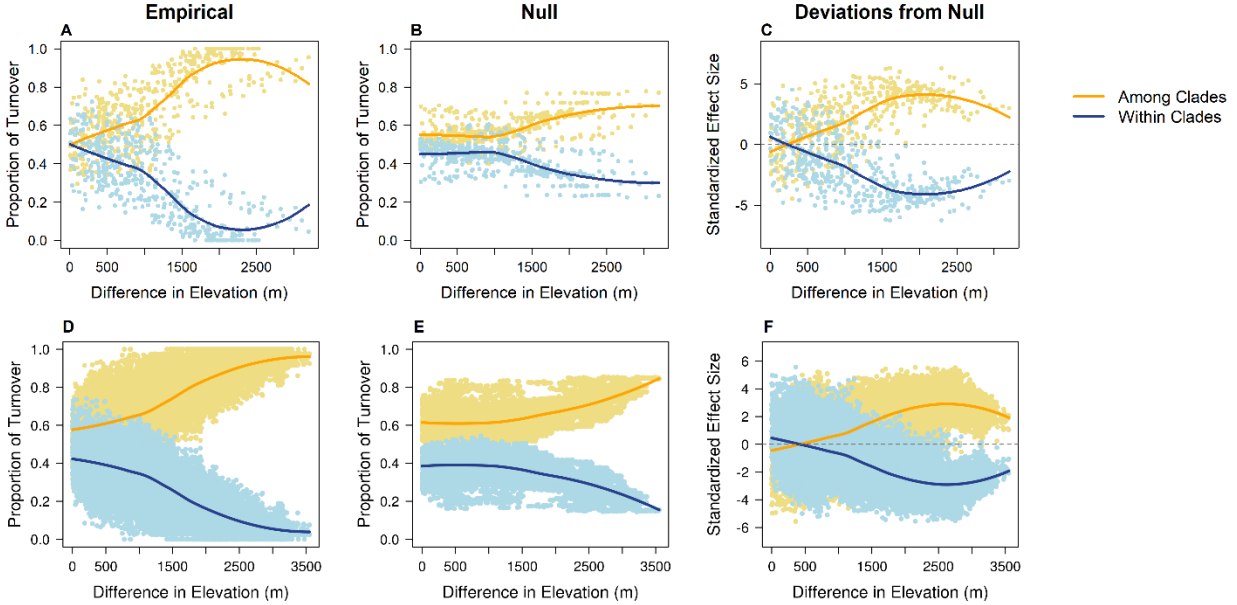 Empirical
Null
Deviations from Null
A
B
C
Proportion of Turnover
1.0
0.8
0.6
0.4
0.2
0.0
0
500
1500
2500
Difference in Elevation (m)
Proportion of Turnover
1.0
0.8
0.6
0.4
0.2
0.0
0
500
1500
2500
Difference in Elevation (m)
Standardized Effect Size
5
0
-5
0
500
1500
2500
Difference in Elevation (m)
Among Clades
Within Clades
D
E
F
Proportion of Turnover
1.0
0.8
0.6
0.4
0.2
0.0
0
500
1500
2500
3500
Difference in Elevation (m)
Proportion of Turnover
1.0
0.8
0.6
0.4
0.2
0.0
0
500
1500
2500
3500
Difference in Elevation (m)
Standardized Effect Size
6
4
2
0
-2
-4
-6
0
500
1500
2500
3500
Difference in Elevation (m)